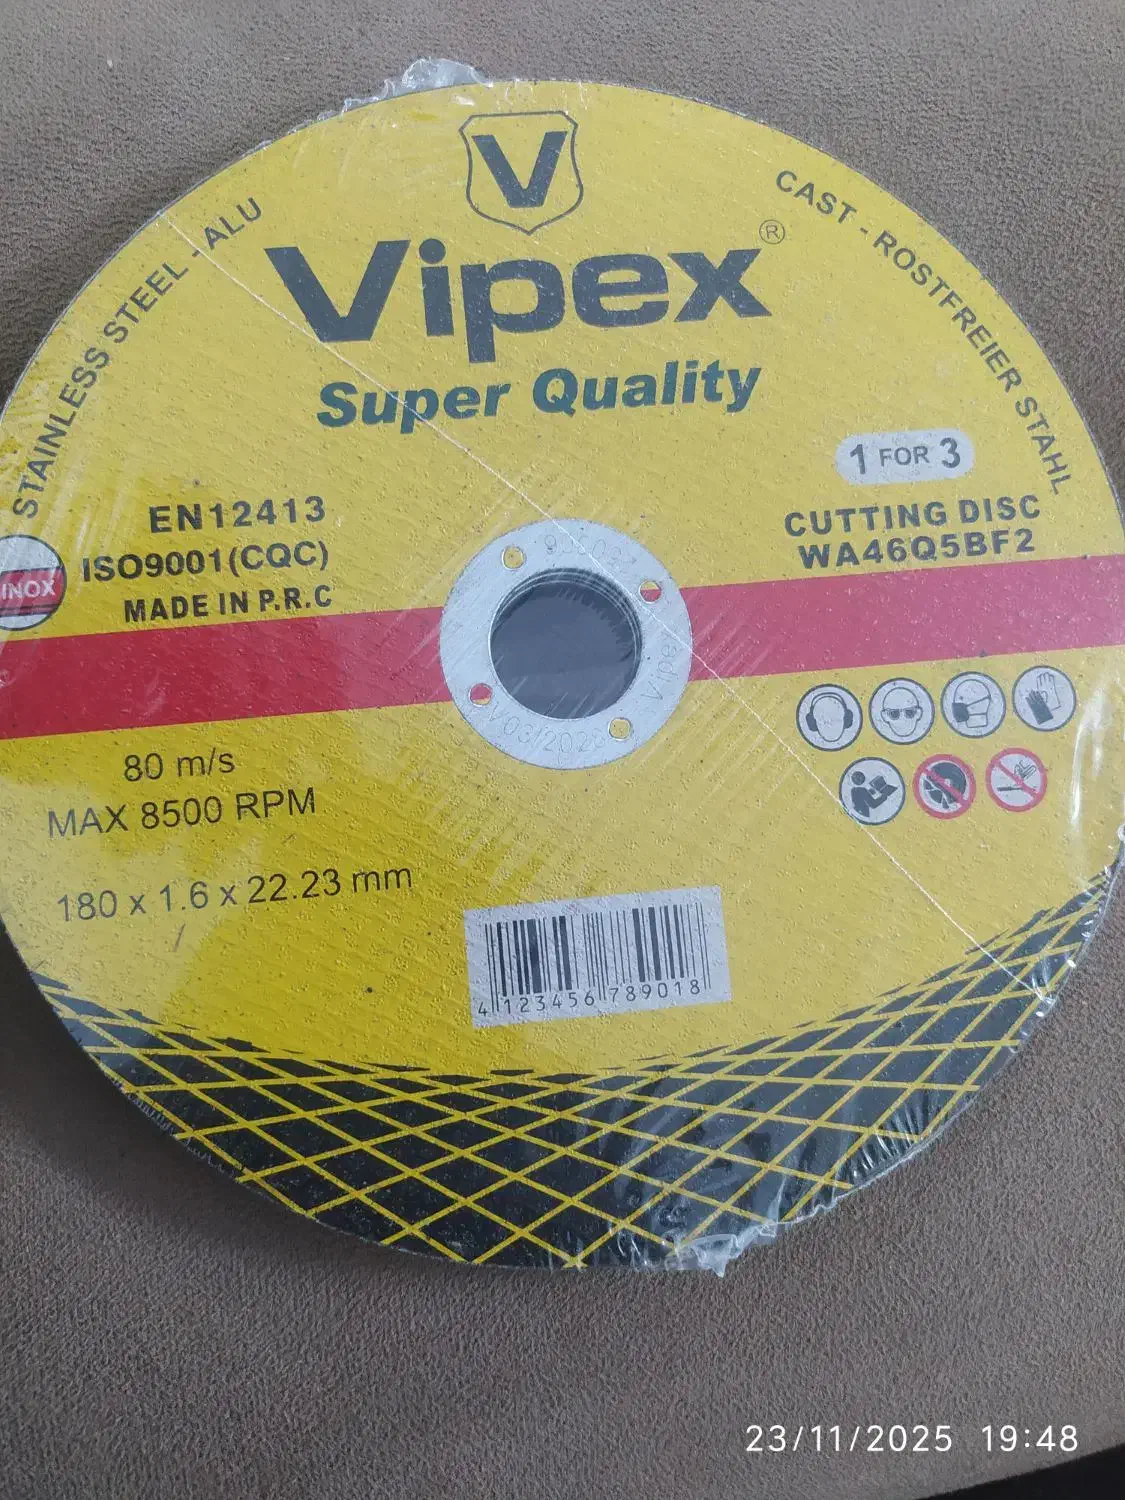 V
Vipex®
Super Quality
STAINLESS STEEL - ALU
CAST - ROSTFREIER STAHL
1 FOR 3
EN12413
ISO9001(CQC)
MADE IN P.R.C
INOX
CUTTING DISC
WA46Q5BF2
80 m/s
MAX 8500 RPM
180 x 1.6 x 22.23 mm
4 123456 789018
23/11/2025 19:48